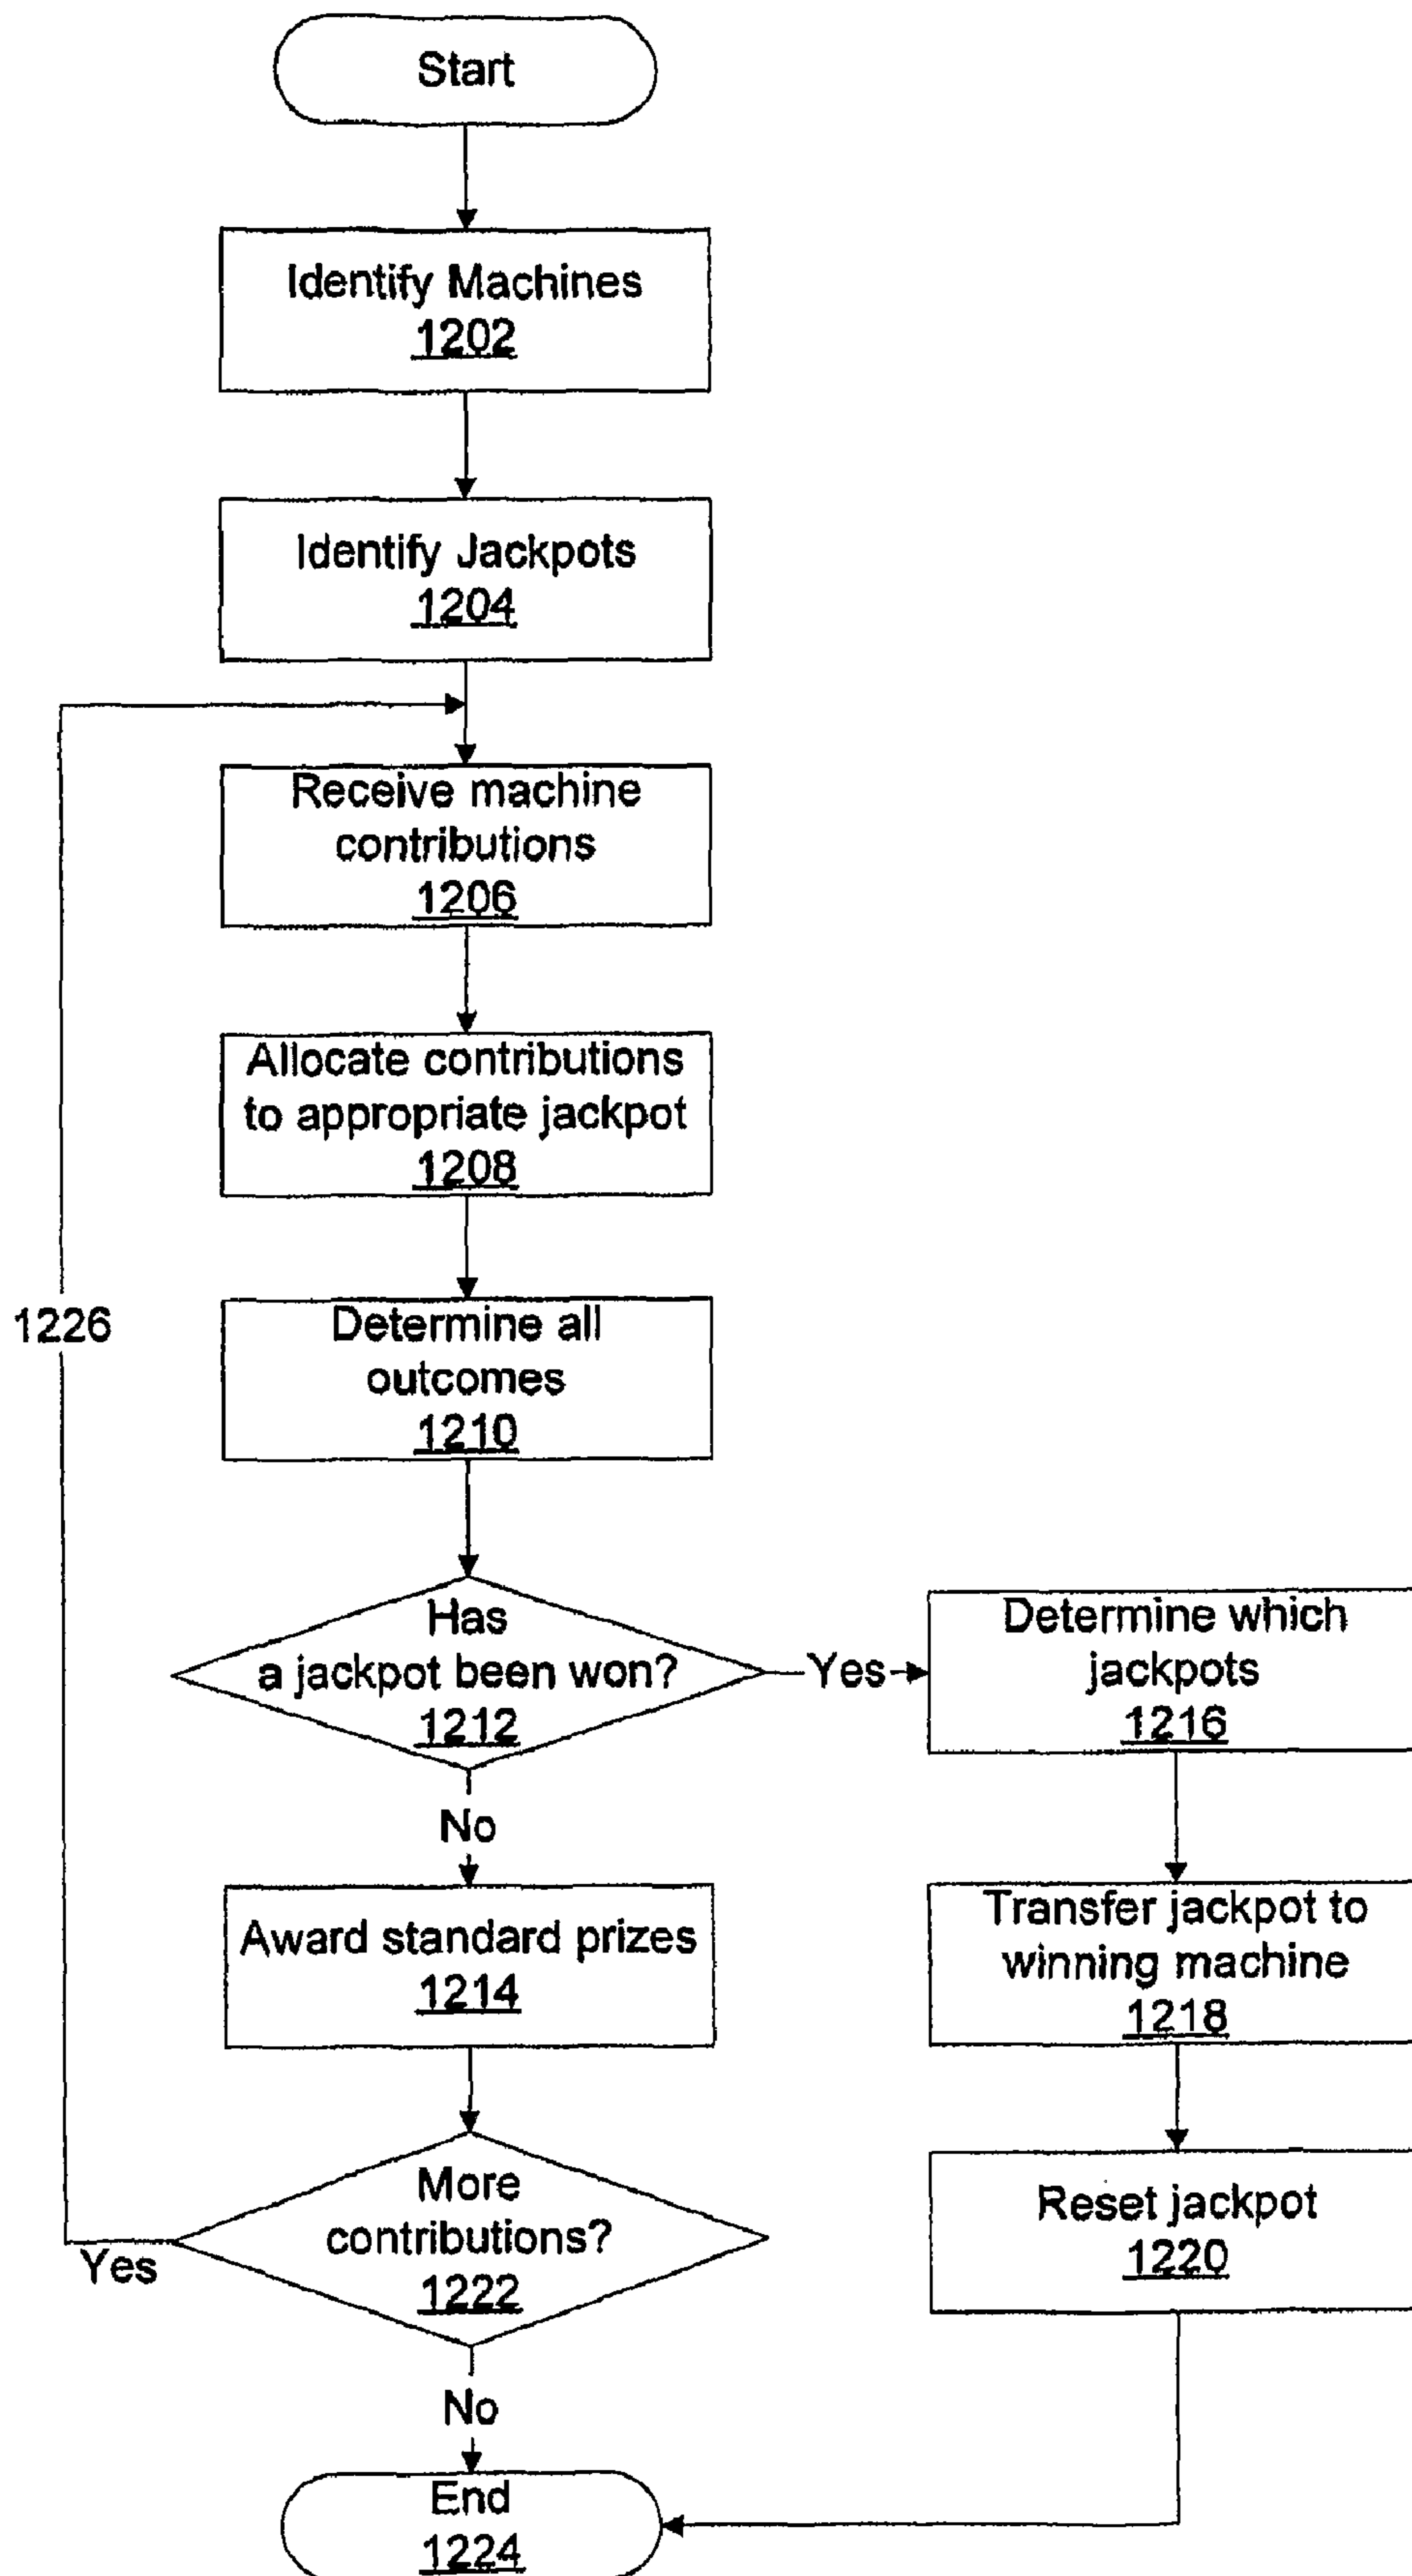 Start
Identify Machines
1202
Identify Jackpots
1204
Receive machine
contributions
1206
Allocate contributions
to appropriate jackpot
1208
Determine all
outcomes
1210
1226
Has
a jackpot been won?
1212
Yes
Determine which
jackpots
1216
No
Award standard prizes
1214
Transfer jackpot to
winning machine
1218
More
contributions?
1222
Yes
Reset jackpot
1220
No
End
1224